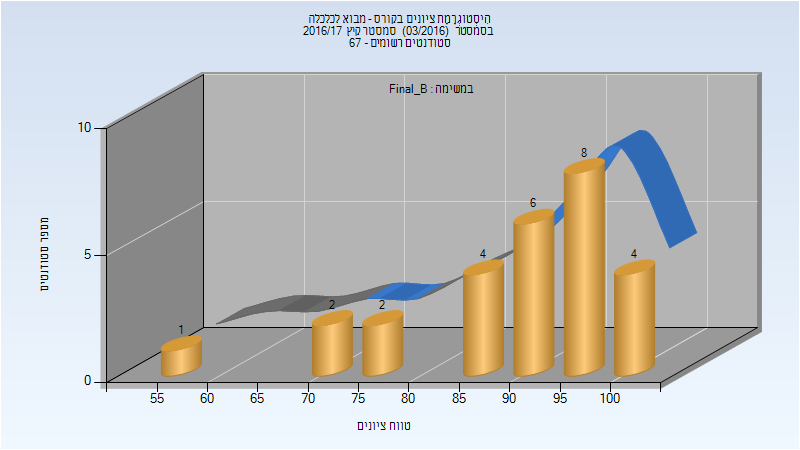 היסטוגרמת ציונים בקורס - מבוא לכלכלה
בסמסטר (03/2016) סמסטר קיץ 2016/17
סטודנטים רשומים - 67
במשימה : Final_B
10
5
0
מספר סטודנטים
1
2
2
4
6
8
4
55 60 65 70 75 80 85 90 95 100
טווח ציונים